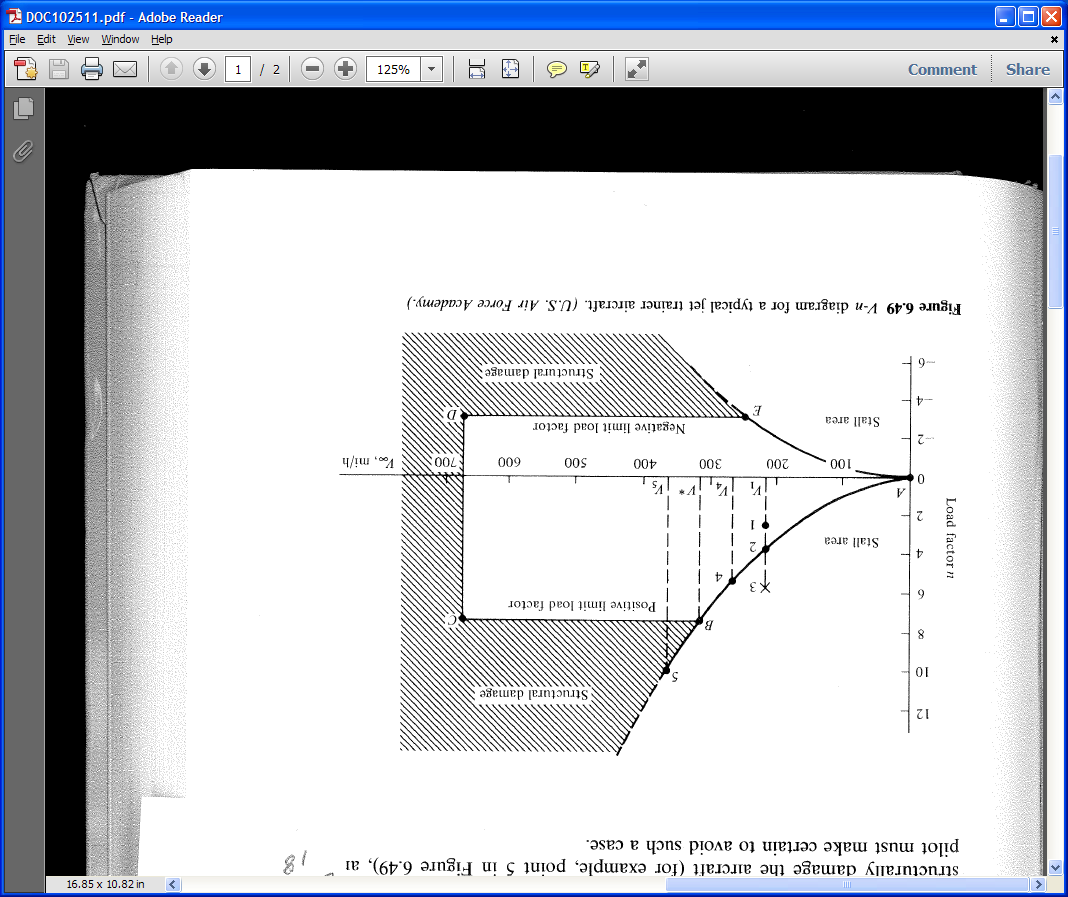 DOC102511.pdf - Adobe Reader
File Edit View Window Help
1 / 2 125% Comment Share
pilot must make certain to avoid such a case.
structurally damage the aircraft (for example, point 5 in Figure 6.49), ar
18
12
10
8
6
4
2
0
−2
−4
−6
Load factor n
Structural damage
5
B
C
Positive limit load factor
3
4
2
1
Stall area
A
V1 V4 V* V5
100 200 300 400 500 600 700 V∞, mi/h
Stall area
Negative limit load factor
E
D
Structural damage
Figure 6.49 V-n diagram for a typical jet trainer aircraft. (U.S. Air Force Academy.)
16.85 x 10.82 in